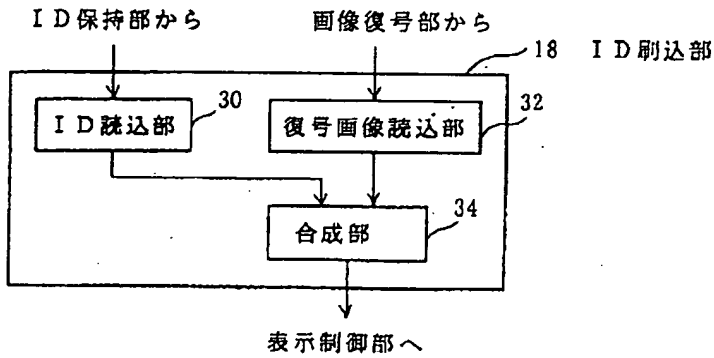 ＩＤ保持部から
画像復号部から
18 ＩＤ刷込部
ＩＤ読込部
30
復号画像読込部
32
合成部
34
表示制御部へ